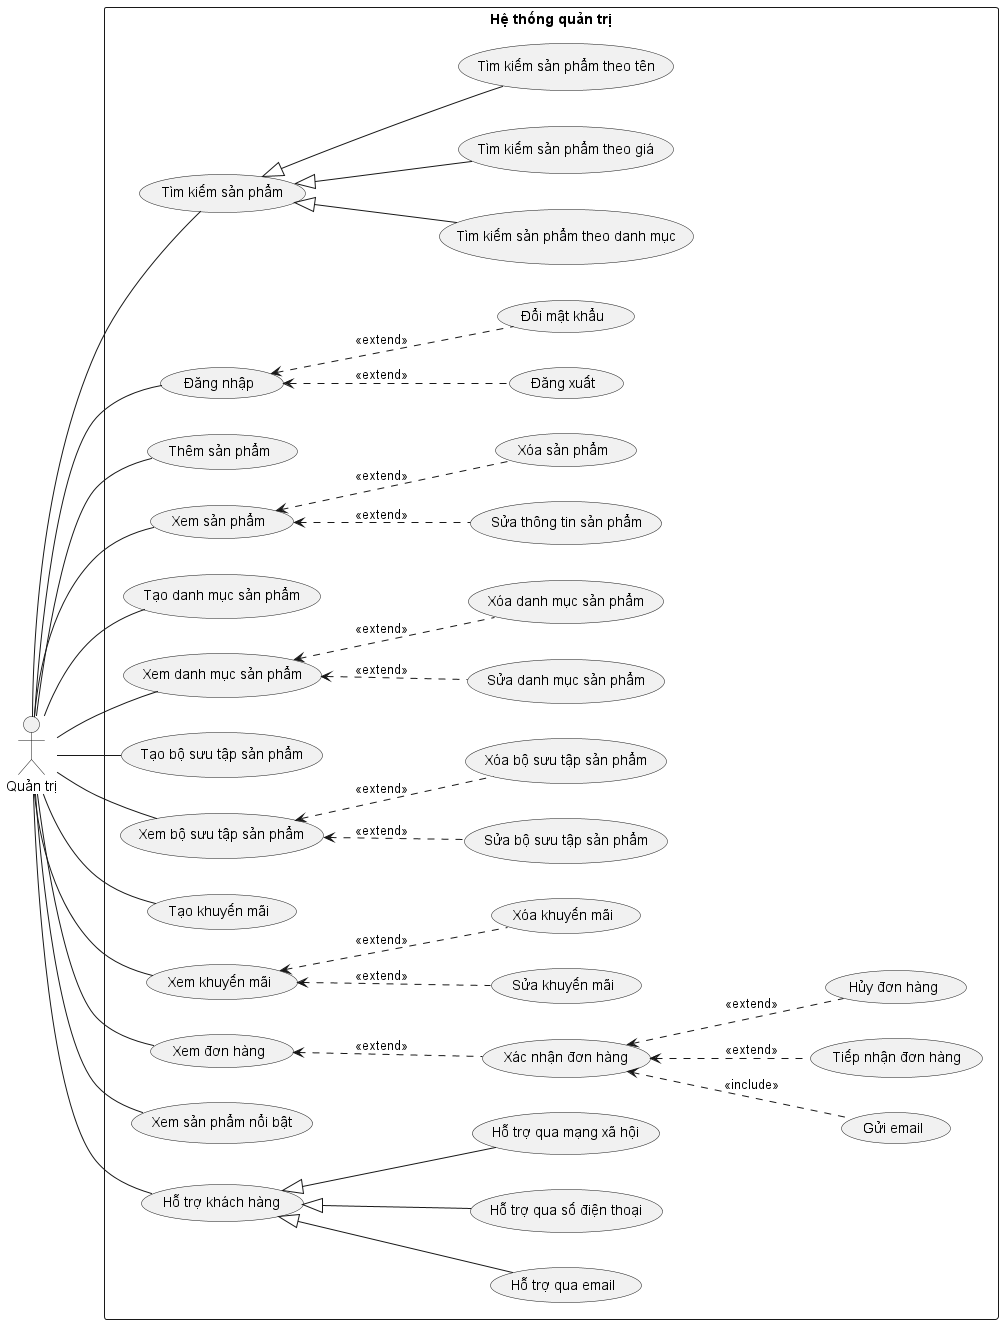 Hệ thống quản trị
Tìm kiếm sản phẩm theo tên
Tìm kiếm sản phẩm theo giá
Tìm kiếm sản phẩm
Tìm kiếm sản phẩm theo danh mục
Đổi mật khẩu
«extend»
Đăng nhập
«extend»
Đăng xuất
Thêm sản phẩm
Xóa sản phẩm
«extend»
Xem sản phẩm
«extend»
Sửa thông tin sản phẩm
Tạo danh mục sản phẩm
Xóa danh mục sản phẩm
«extend»
Xem danh mục sản phẩm
«extend»
Sửa danh mục sản phẩm
Tạo bộ sưu tập sản phẩm
Xóa bộ sưu tập sản phẩm
Quản trị
«extend»
Xem bộ sưu tập sản phẩm
«extend»
Sửa bộ sưu tập sản phẩm
Tạo khuyến mãi
Xóa khuyến mãi
«extend»
Xem khuyến mãi
«extend»
Sửa khuyến mãi
Hủy đơn hàng
«extend»
Xem đơn hàng
«extend»
Xác nhận đơn hàng
«extend»
Tiếp nhận đơn hàng
«include»
Gửi email
Xem sản phẩm nổi bật
Hỗ trợ qua mạng xã hội
Hỗ trợ khách hàng
Hỗ trợ qua số điện thoại
Hỗ trợ qua email